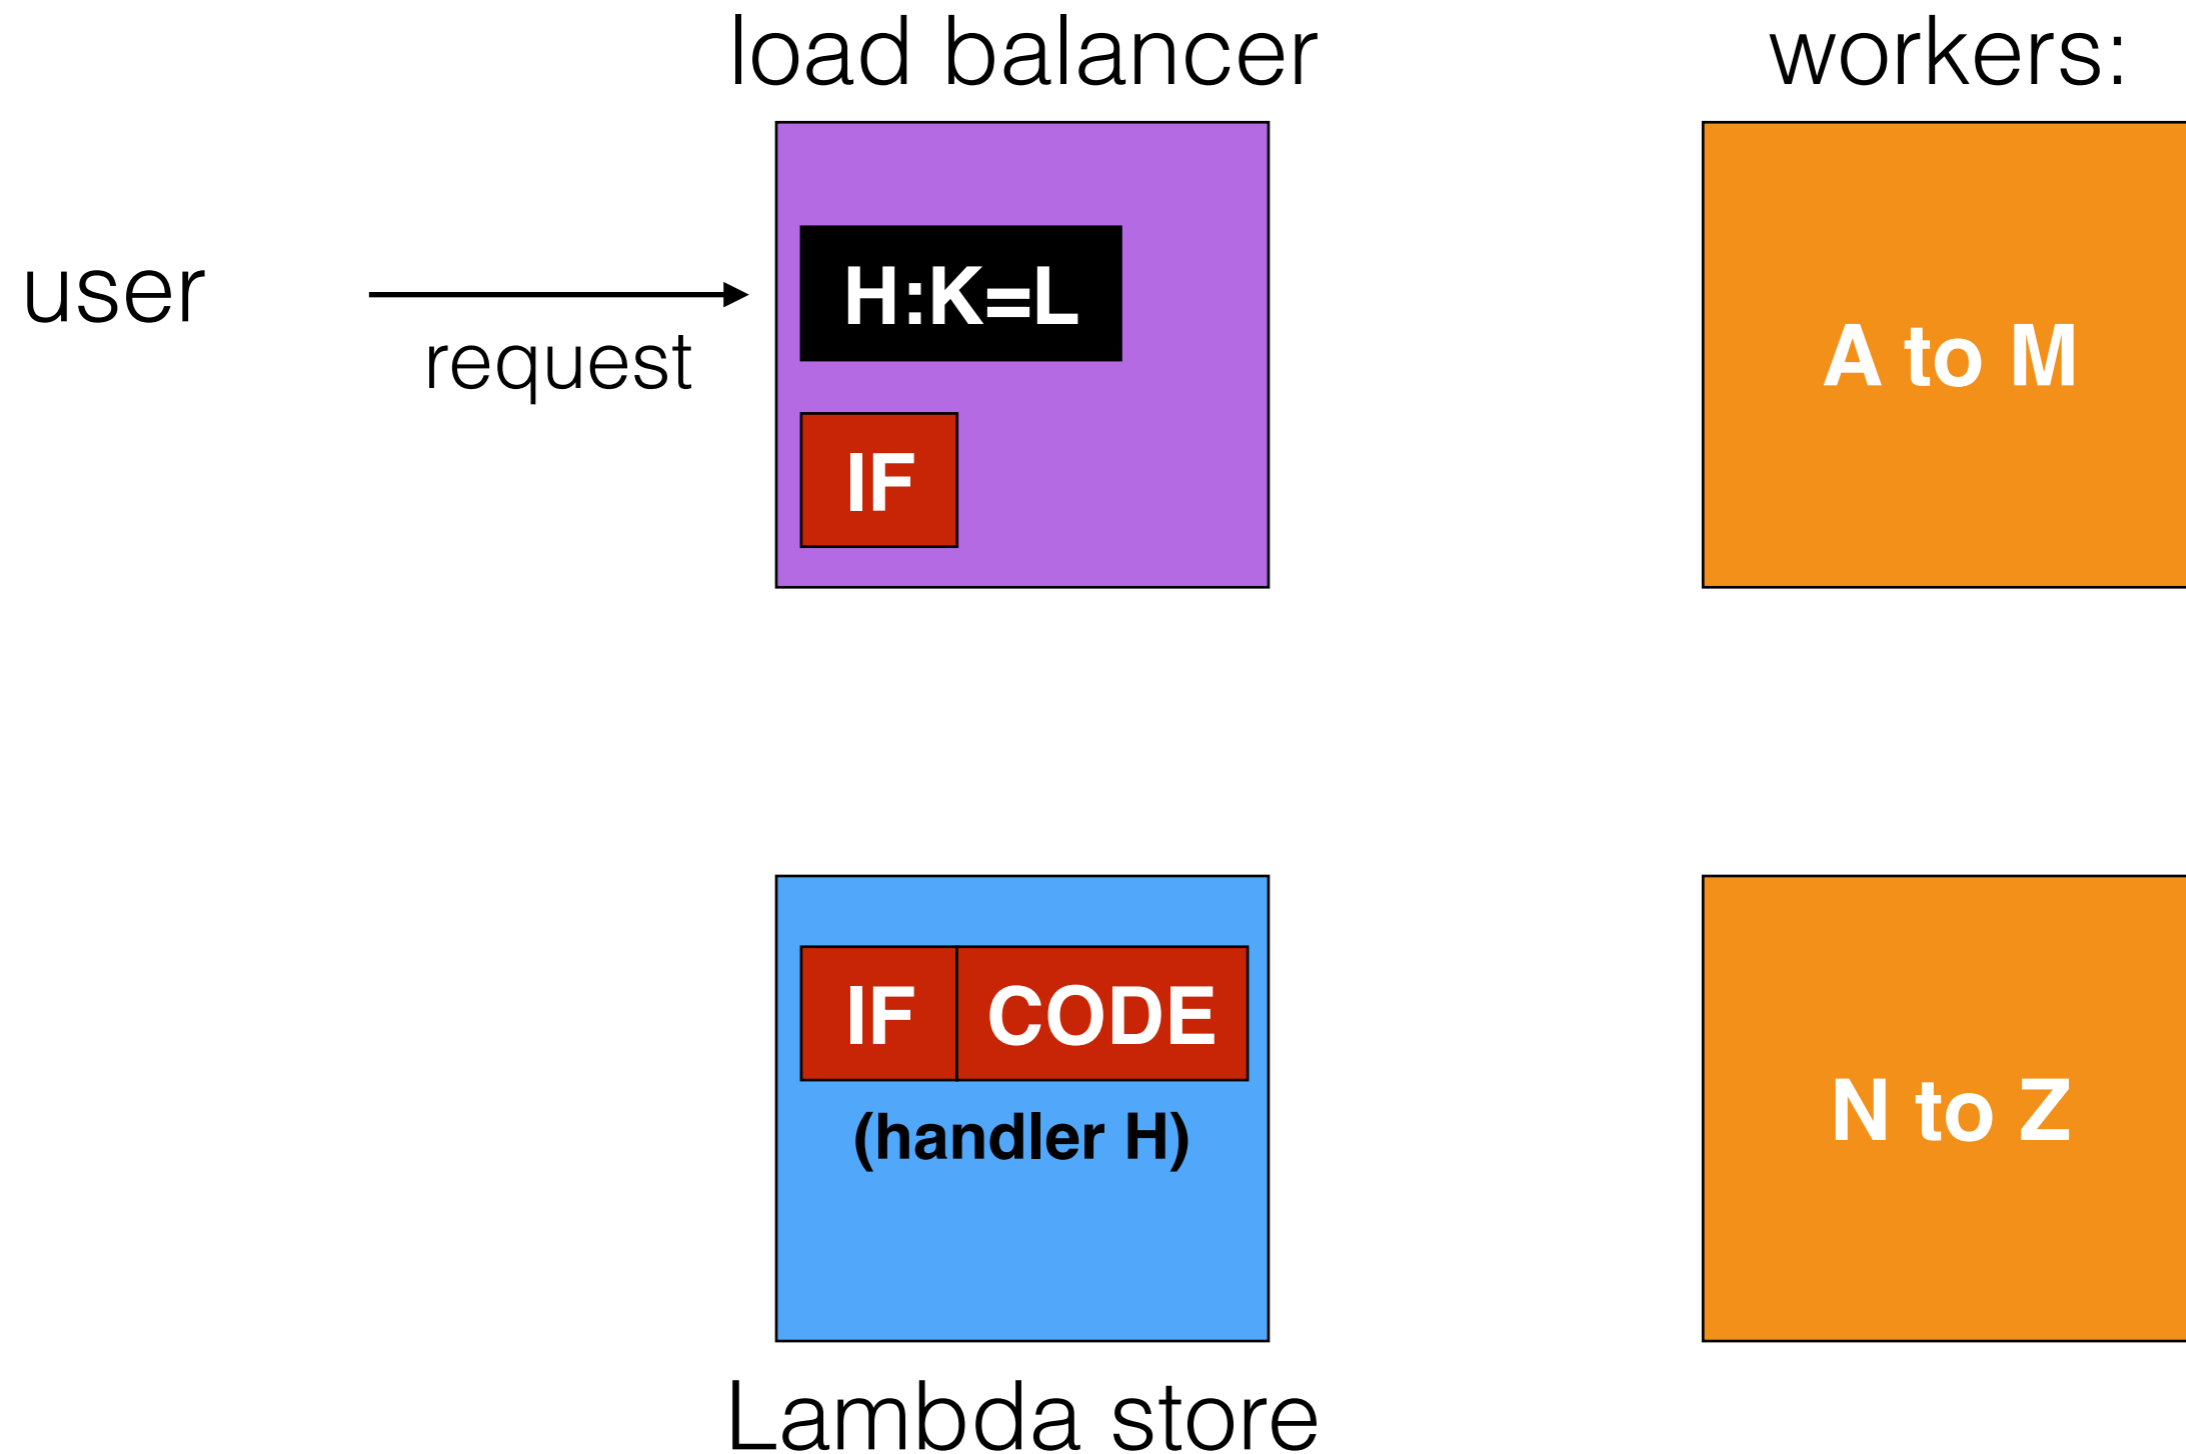 load balancer
workers:
user
request
H:K=L
IF
A to M
IF CODE
(handler H)
N to Z
Lambda store